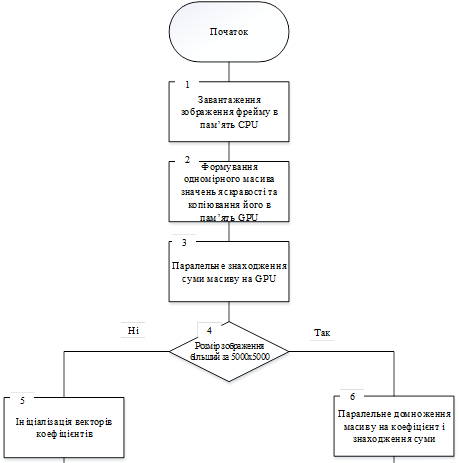 Початок
1
Завантаження
зображення фрейму в
пам’ять CPU
2
Формування
одномірного масива
значень яскравості та
копіювання його в
пам’ять GPU
3
Паралельне знаходження
суми масиву на GPU
4
Розмір зображення
більший за 5000х5000
Ні
Так
5
Ініціалізація векторів
коефіцієнтів
6
Паралельне домноження
масиву на коефіцієнт і
знаходження суми